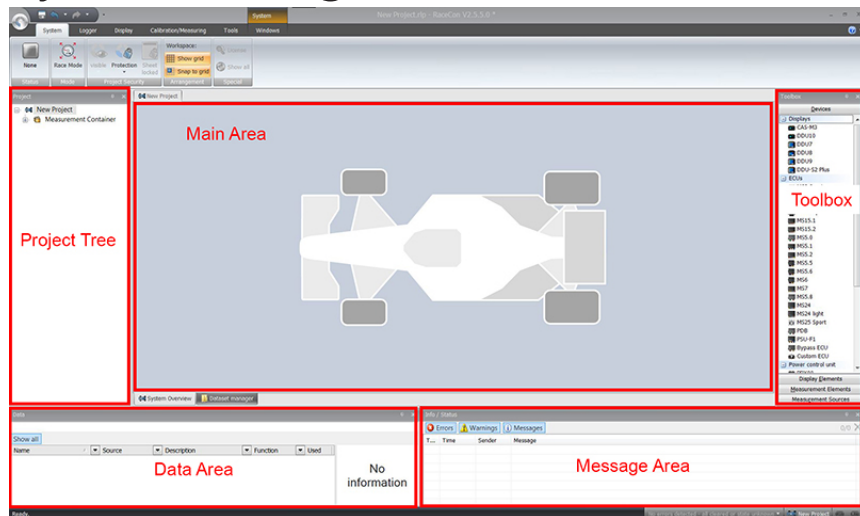 System
New Project.rtp - RaceCon V2.5.5.0 *
System Logger Display Calibration/Measuring Tools Windows
Workspace:
None Race Mode Visible Protection Sheet locked
Show grid
Snap to grid
Show all
Status Mode Project Security Arrangement Special
Project
New Project
Measurement Container
Project Tree
New Project
Main Area
System Overview Dataset manager
Toolbox
Devices
Displays
CAS-M3
DDU10
DDU7
DDU8
DDU9
DDU-S2 Plus
ECUs
Toolbox
MS15.1
MS15.2
MS5.0
MS5.1
MS5.2
MS5.5
MS5.6
MS6
MS7
MS5.8
MS24
MS24 light
MS25 Sport
PDB
PSU-F1
Bypass ECU
Custom ECU
Power control unit
Display Elements
Measurement Elements
Measurement Sources
Data
Show all
Name Source Description Function Used
Data Area
No
information
Info / Status
Errors Warnings Messages 0/0
T... Time Sender Message
Message Area
Ready.
New Project